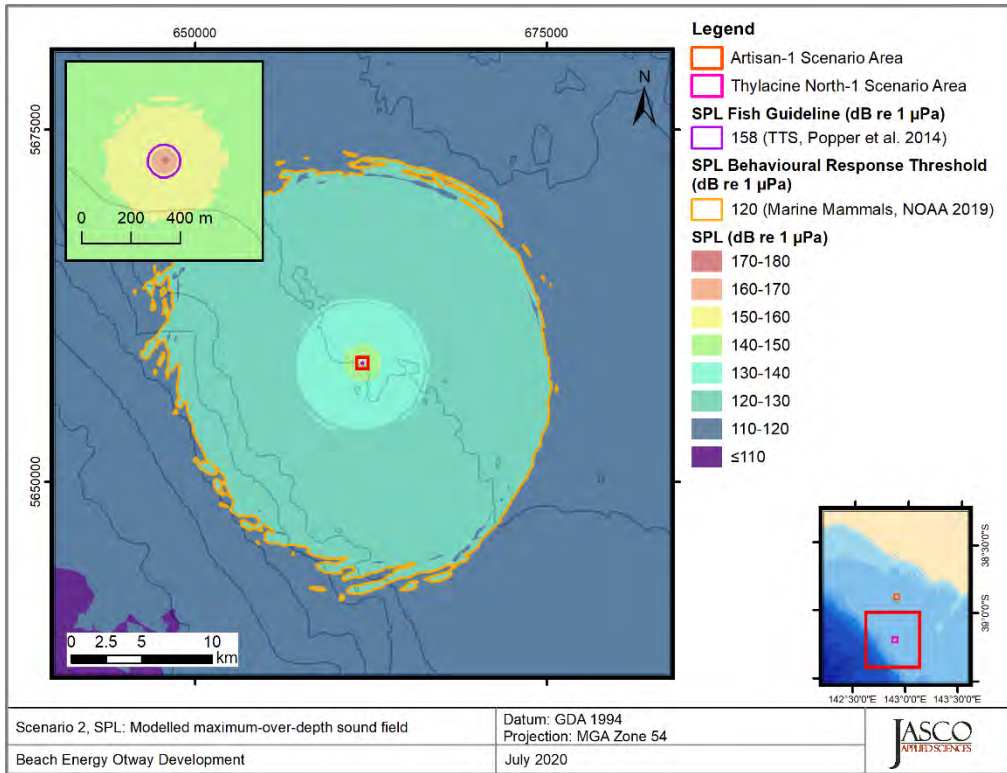 650000
675000
5675000
5650000
N
0
200
400 m
0
2.5
5
10
km
Legend
Artisan-1 Scenario Area
Thylacine North-1 Scenario Area
SPL Fish Guideline (dB re 1 µPa)
158 (TTS, Popper et al. 2014)
SPL Behavioural Response Threshold
(dB re 1 µPa)
120 (Marine Mammals, NOAA 2019)
SPL (dB re 1 µPa)
170-180
160-170
150-160
140-150
130-140
120-130
110-120
≤110
38°30'0"S
39°0'0"S
142°30'0"E
143°0'0"E
143°30'0"E
Scenario 2, SPL: Modelled maximum-over-depth sound field
Datum: GDA 1994
Projection: MGA Zone 54
Beach Energy Otway Development
July 2020
JASCO
APPLIED SCIENCES